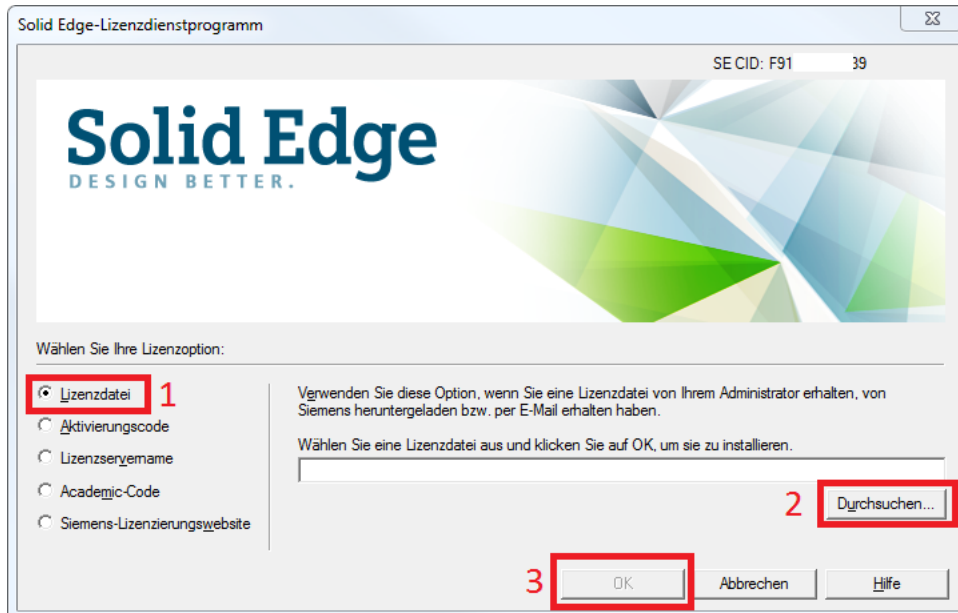 Solid Edge-Lizenzdienstprogramm
SE CID: F91 39
Solid Edge
DESIGN BETTER.
Wählen Sie Ihre Lizenzoption:
Lizenzdatei 1
Aktivierungscode
Lizenzservername
Academic-Code
Siemens-Lizenzierungswebsite
Verwenden Sie diese Option, wenn Sie eine Lizenzdatei von Ihrem Administrator erhalten, von
Siemens heruntergeladen bzw. per E-Mail erhalten haben.
Wählen Sie eine Lizenzdatei aus und klicken Sie auf OK, um sie zu installieren.
2 Durchsuchen...
3 OK Abbrechen Hilfe